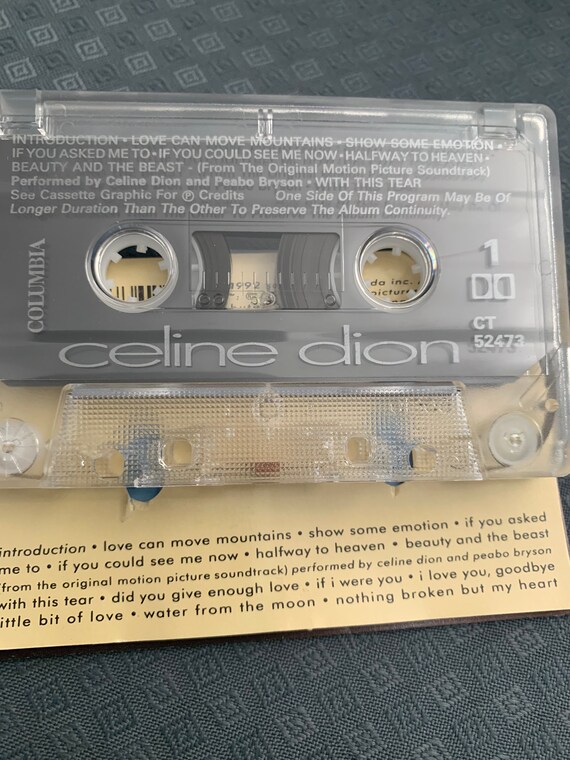 INTRODUCTION • LOVE CAN MOVE MOUNTAINS • SHOW SOME EMOTION •
IF YOU ASKED ME TO • IF YOU COULD SEE ME NOW • HALFWAY TO HEAVEN •
BEAUTY AND THE BEAST - (From The Original Motion Picture Soundtrack)
Performed by Celine Dion and Peabo Bryson • WITH THIS TEAR
See Cassette Graphic For ℗ Credits One Side Of This Program May Be Of
Longer Duration Than The Other To Preserve The Album Continuity.
COLUMBIA
1992
da inc.
picture
1
CT
52473
celine dion
introduction • love can move mountains • show some emotion • if you asked
me to • if you could see me now • halfway to heaven • beauty and the beast
(from the original motion picture soundtrack) performed by celine dion and peabo bryson
with this tear • did you give enough love • if i were you • i love you, goodbye
ittle bit of love • water from the moon • nothing broken but my heart